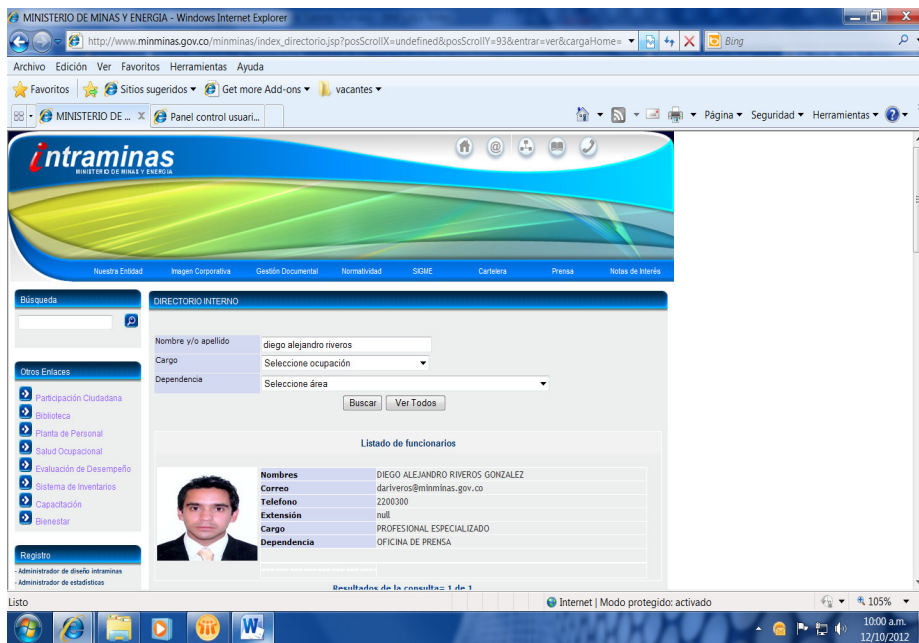 MINISTERIO DE MINAS Y ENERGIA - Windows Internet Explorer
http://www.minminas.gov.co/minminas/index_directorio.jsp?posScrollX=undefined&posScrollY=93&entrar=ver&cargaHome=
Bing
Archivo Edición Ver Favoritos Herramientas Ayuda
Favoritos Sitios sugeridos Get more Add-ons vacantes
MINISTERIO DE ... X Panel control usuari... Página Seguridad Herramientas
intraminas
MINISTERIO DE MINAS Y ENERGIA
Nuestra Entidad Imagen Corporativa Gestión Documental Normatividad SIGME Cartelera Prensa Notas de Interés
Búsqueda
DIRECTORIO INTERNO
Nombre y/o apellido diego alejandro riveros
Cargo Seleccione ocupación
Dependencia Seleccione área
Buscar Ver Todos
Otros Enlaces
Participación Ciudadana
Biblioteca
Planta de Personal
Salud Ocupacional
Evaluación de Desempeño
Sistema de Inventarios
Capacitación
Bienestar
Listado de funcionarios
Nombres DIEGO ALEJANDRO RIVEROS GONZALEZ
Correo dariveros@minminas.gov.co
Telefono 2200300
Extensión null
Cargo PROFESIONAL ESPECIALIZADO
Dependencia OFICINA DE PRENSA
Registro
- Administrador de diseño intraminas
- Administrador de estadísticas
Resultados de la consulta= 1 de 1
Listo Internet | Modo protegido: activado 105%
10:00 a.m.
12/10/2012